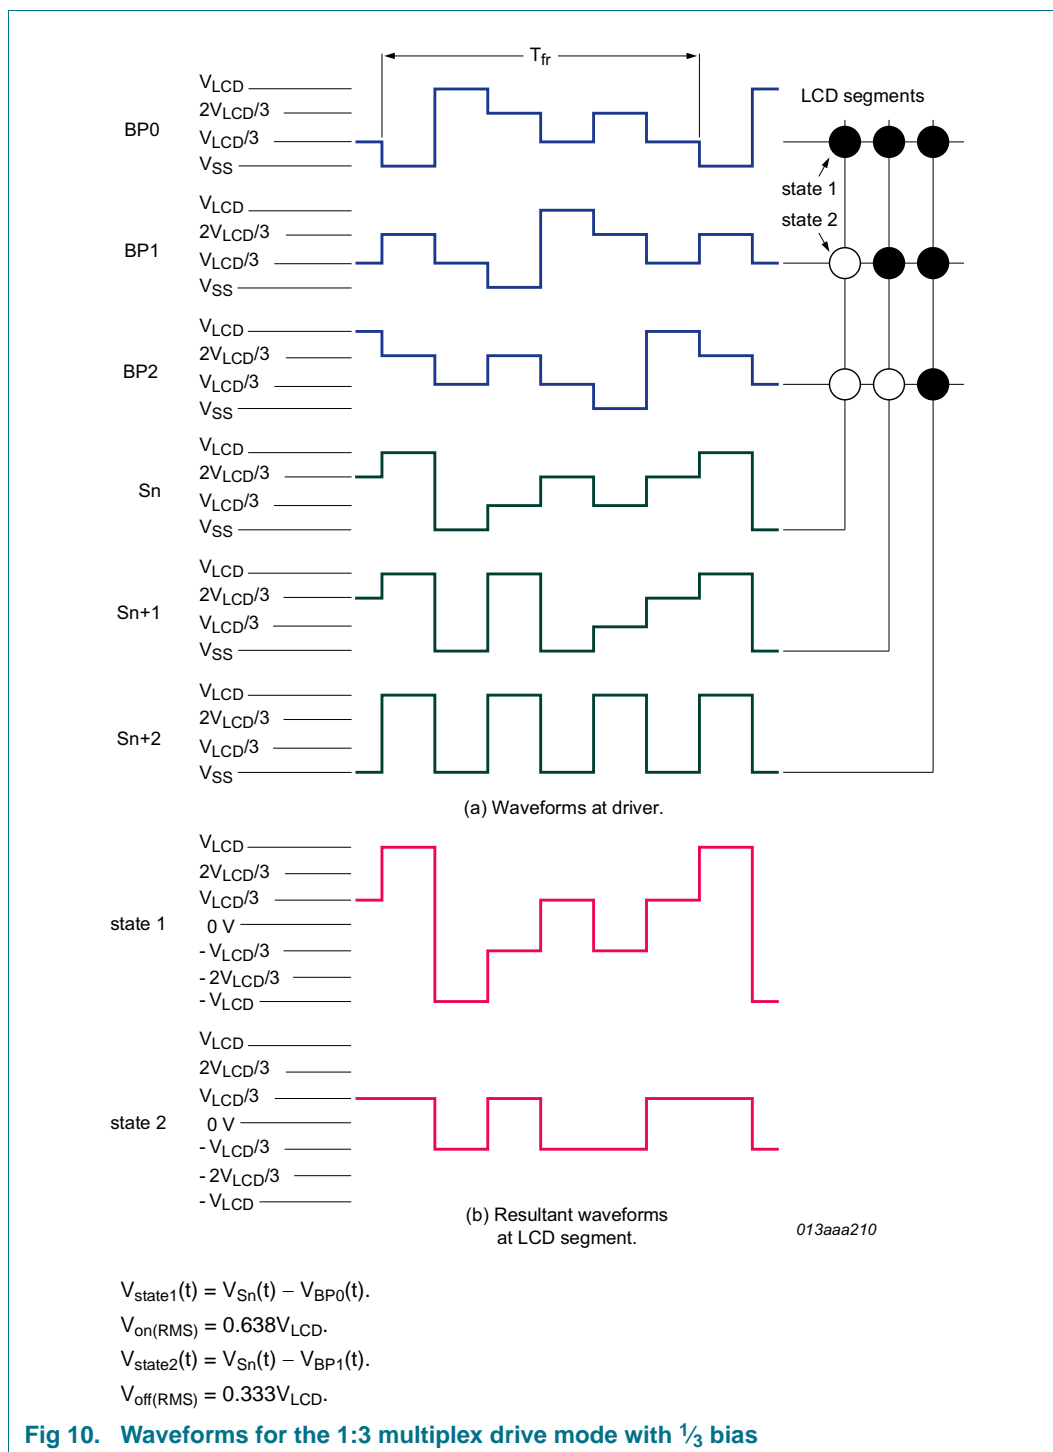 Tfr
VLCD
2VLCD/3
BP0
VLCD/3
VSS
LCD segments
state 1
VLCD
2VLCD/3
BP1
VLCD/3
VSS
state 2
VLCD
2VLCD/3
BP2
VLCD/3
VSS
VLCD
2VLCD/3
Sn
VLCD/3
VSS
VLCD
2VLCD/3
Sn+1
VLCD/3
VSS
VLCD
2VLCD/3
Sn+2
VLCD/3
VSS
(a) Waveforms at driver.
VLCD
2VLCD/3
VLCD/3
state 1
0 V
- VLCD/3
- 2VLCD/3
- VLCD
VLCD
2VLCD/3
VLCD/3
state 2
0 V
- VLCD/3
- 2VLCD/3
- VLCD
(b) Resultant waveforms
at LCD segment.
013aaa210
Vstate1(t) = VSn(t) − VBP0(t).
Von(RMS) = 0.638VLCD.
Vstate2(t) = VSn(t) − VBP1(t).
Voff(RMS) = 0.333VLCD.
Fig 10. Waveforms for the 1:3 multiplex drive mode with 1⁄3 bias